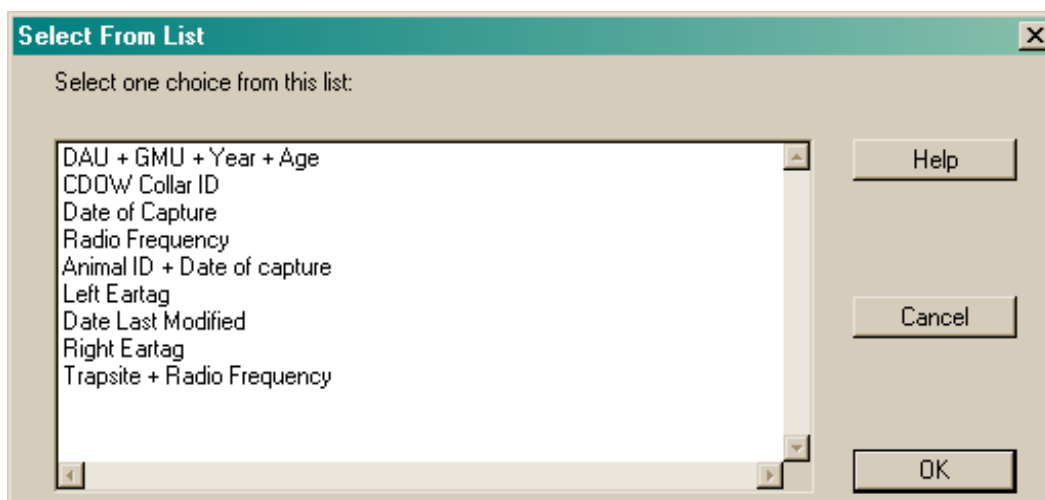 Select From List
Select one choice from this list:
DAU + GMU + Year + Age
CDOW Collar ID
Date of Capture
Radio Frequency
Animal ID + Date of capture
Left Eartag
Date Last Modified
Right Eartag
Trapsite + Radio Frequency
Help
Cancel
OK